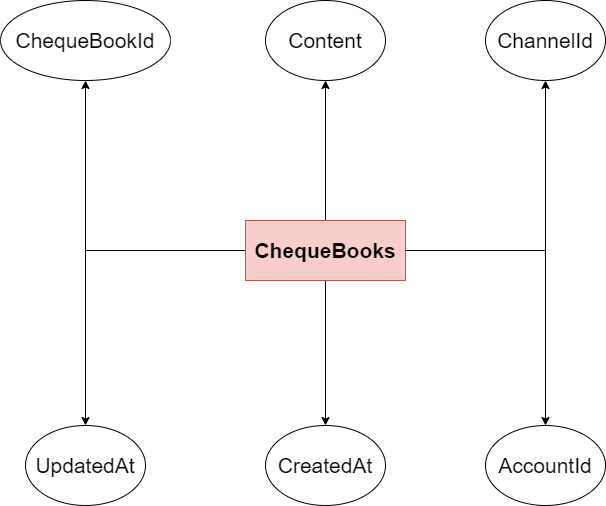 ChequeBookId
Content
ChannelId
ChequeBooks
UpdatedAt
CreatedAt
AccountId